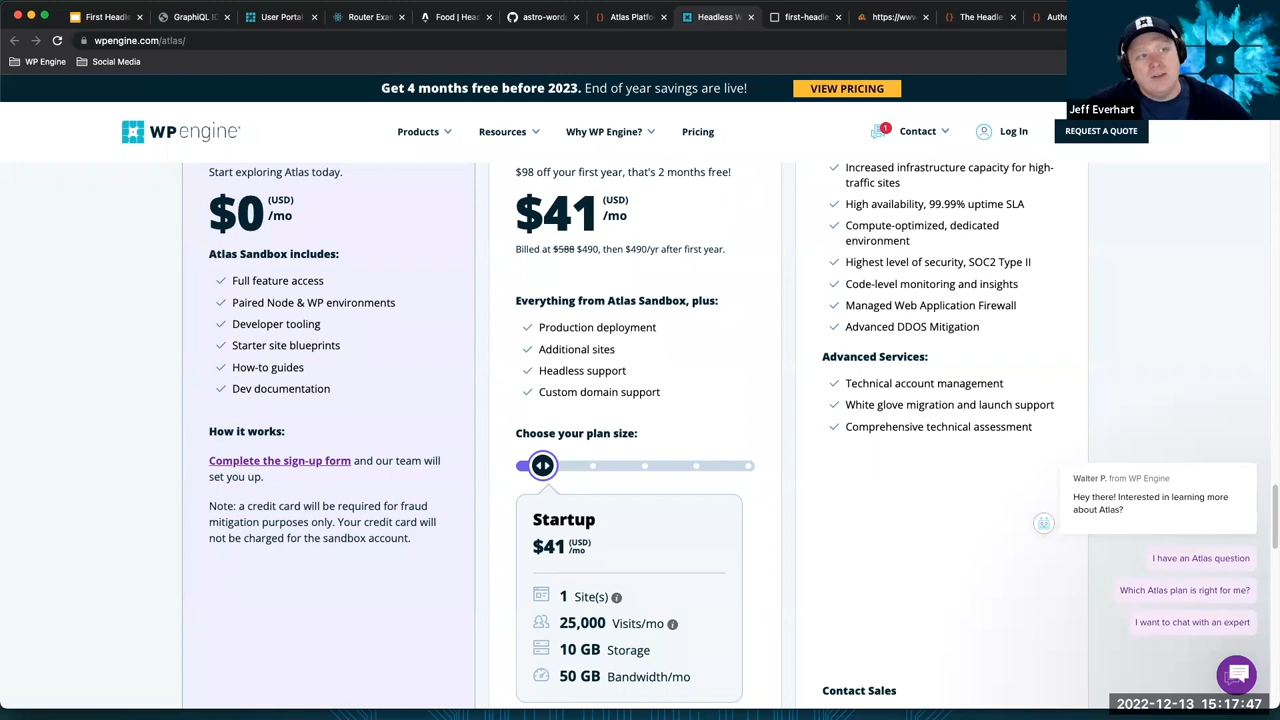 First Headle
GraphiQL ID
User Portal
Router Exam
Food | Head
astro-word
Atlas Platfo
Headless W
first-headle
https://www
The Headle
Auth
wpengine.com/atlas/
WP Engine
Social Media
Get 4 months free before 2023. End of year savings are live!
VIEW PRICING
Jeff Everhart
WPengine
Products
Resources
Why WP Engine?
Pricing
1
Contact
Log In
REQUEST A QUOTE
Start exploring Atlas today.
$0 (USD) /mo
Atlas Sandbox includes:
Full feature access
Paired Node & WP environments
Developer tooling
Starter site blueprints
How-to guides
Dev documentation
How it works:
Complete the sign-up form and our team will
set you up.
Note: a credit card will be required for fraud
mitigation purposes only. Your credit card will
not be charged for the sandbox account.
$98 off your first year, that's 2 months free!
$41 (USD) /mo
Billed at $588 $490, then $490/yr after first year.
Everything from Atlas Sandbox, plus:
Production deployment
Additional sites
Headless support
Custom domain support
Choose your plan size:
Startup
$41 (USD) /mo
1 Site(s)
25,000 Visits/mo
10 GB Storage
50 GB Bandwidth/mo
Increased infrastructure capacity for high-
traffic sites
High availability, 99.99% uptime SLA
Compute-optimized, dedicated
environment
Highest level of security, SOC2 Type II
Code-level monitoring and insights
Managed Web Application Firewall
Advanced DDOS Mitigation
Advanced Services:
Technical account management
White glove migration and launch support
Comprehensive technical assessment
Contact Sales
Walter P. from WP Engine
Hey there! Interested in learning more
about Atlas?
I have an Atlas question
Which Atlas plan is right for me?
I want to chat with an expert
2022-12-13 15:17:47